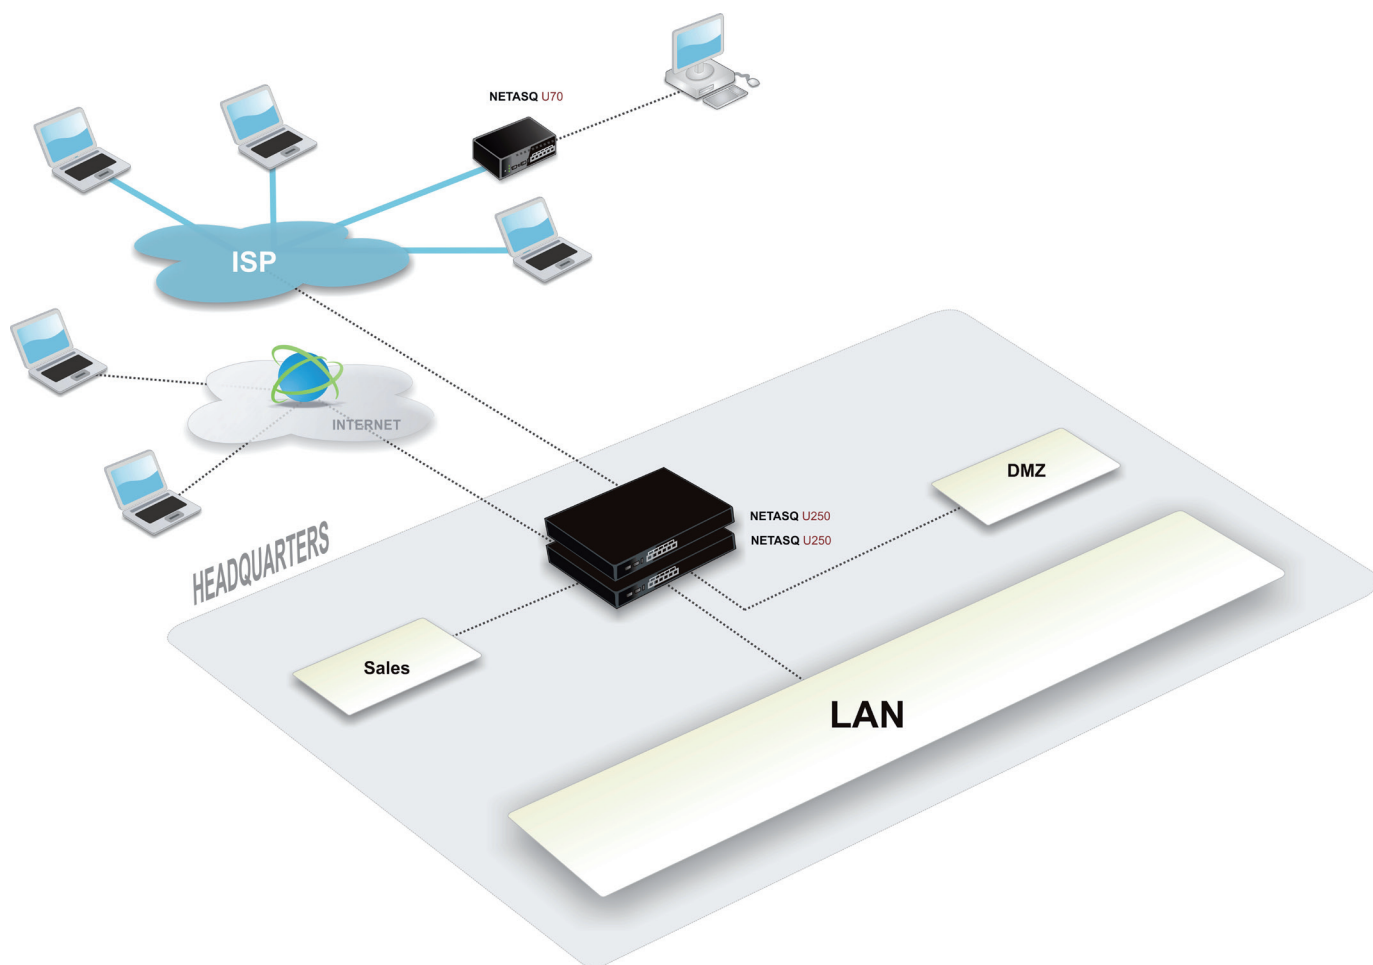 NETASQ U70
ISP
INTERNET
DMZ
NETASQ U250
NETASQ U250
HEADQUARTERS
Sales
LAN